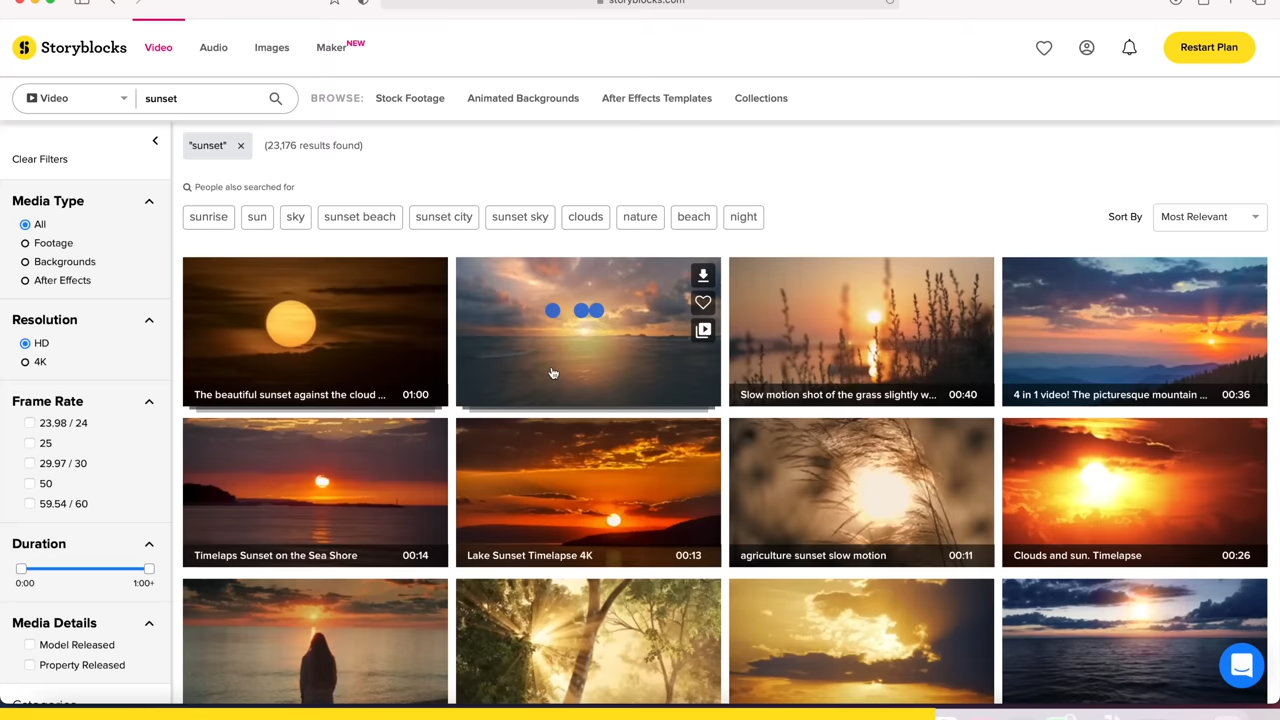 storyblocks.com
Storyblocks
Video
Audio
Images
Maker NEW
Restart Plan
Video
sunset
BROWSE:
Stock Footage
Animated Backgrounds
After Effects Templates
Collections
Clear Filters
Media Type
All
Footage
Backgrounds
After Effects
Resolution
HD
4K
Frame Rate
23.98 / 24
25
29.97 / 30
50
59.54 / 60
Duration
0:00
1:00+
Media Details
Model Released
Property Released
Categories
"sunset" ×
(23,176 results found)
People also searched for
sunrise
sun
sky
sunset beach
sunset city
sunset sky
clouds
nature
beach
night
Sort By
Most Relevant
The beautiful sunset against the cloud ...
01:00
Slow motion shot of the grass slightly w...
00:40
4 in 1 video! The picturesque mountain ...
00:36
Timelaps Sunset on the Sea Shore
00:14
Lake Sunset Timelapse 4K
00:13
agriculture sunset slow motion
00:11
Clouds and sun. Timelapse
00:26